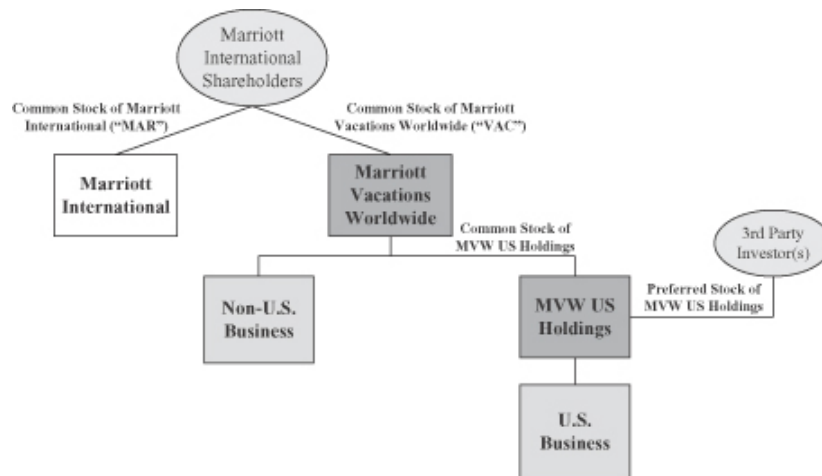 Marriott
International
Shareholders
Common Stock of Marriott
International ("MAR")
Common Stock of Marriott
Vacations Worldwide ("VAC")
Marriott
International
Marriott
Vacations
Worldwide
Common Stock of
MVW US Holdings
3rd Party
Investor(s)
Non-U.S.
Business
MVW US
Holdings
Preferred Stock of
MVW US Holdings
U.S.
Business